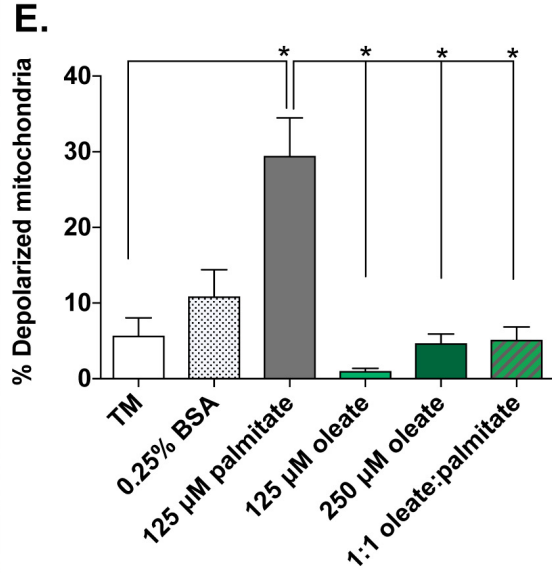 E.
* * * *
% Depolarized mitochondria
40
30
20
10
0
TM
0.25% BSA
125 µM palmitate
125 µM oleate
250 µM oleate
1:1 oleate:palmitate